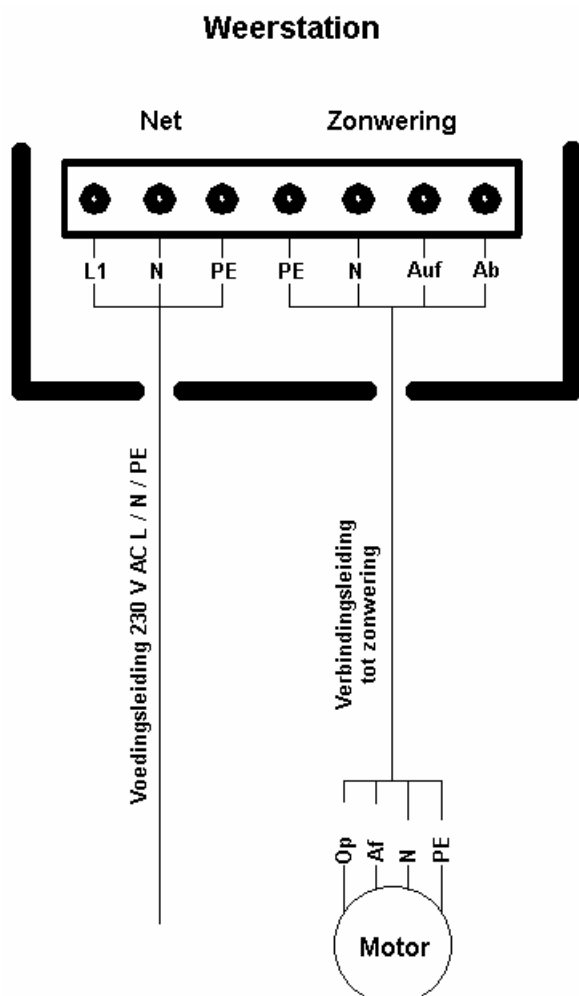 Weerstation
Net
Zonwering
L1 N PE PE N Auf Ab
Voedingsleiding 230 V AC L / N / PE
Verbindingsleiding
tot zonwering
Op Af N PE
Motor